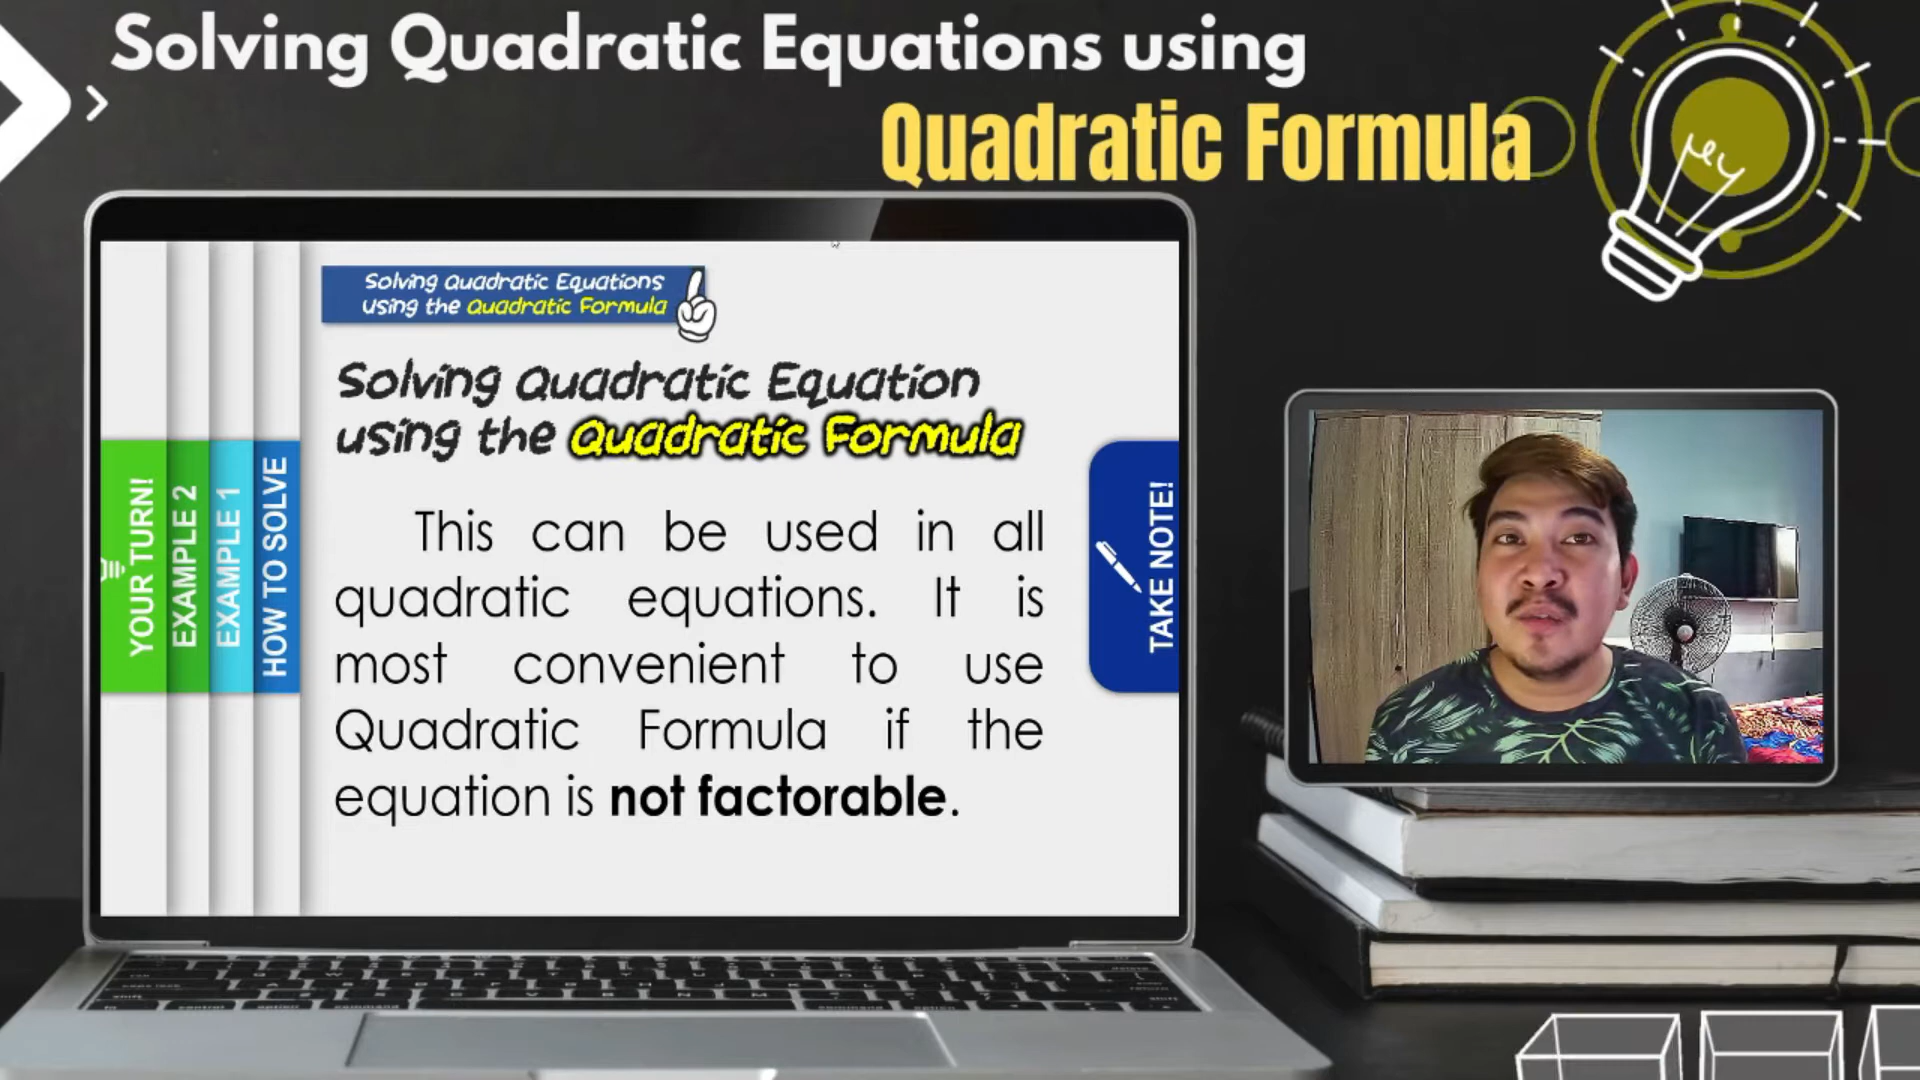 Solving Quadratic Equations using
Quadratic Formula
Solving Quadratic Equations
using the Quadratic Formula
Solving Quadratic Equation
using the Quadratic Formula
This can be used in all
quadratic equations. It is
most convenient to use
Quadratic Formula if the
equation is not factorable.
YOUR TURN!
EXAMPLE 2
EXAMPLE 1
HOW TO SOLVE
TAKE NOTE!